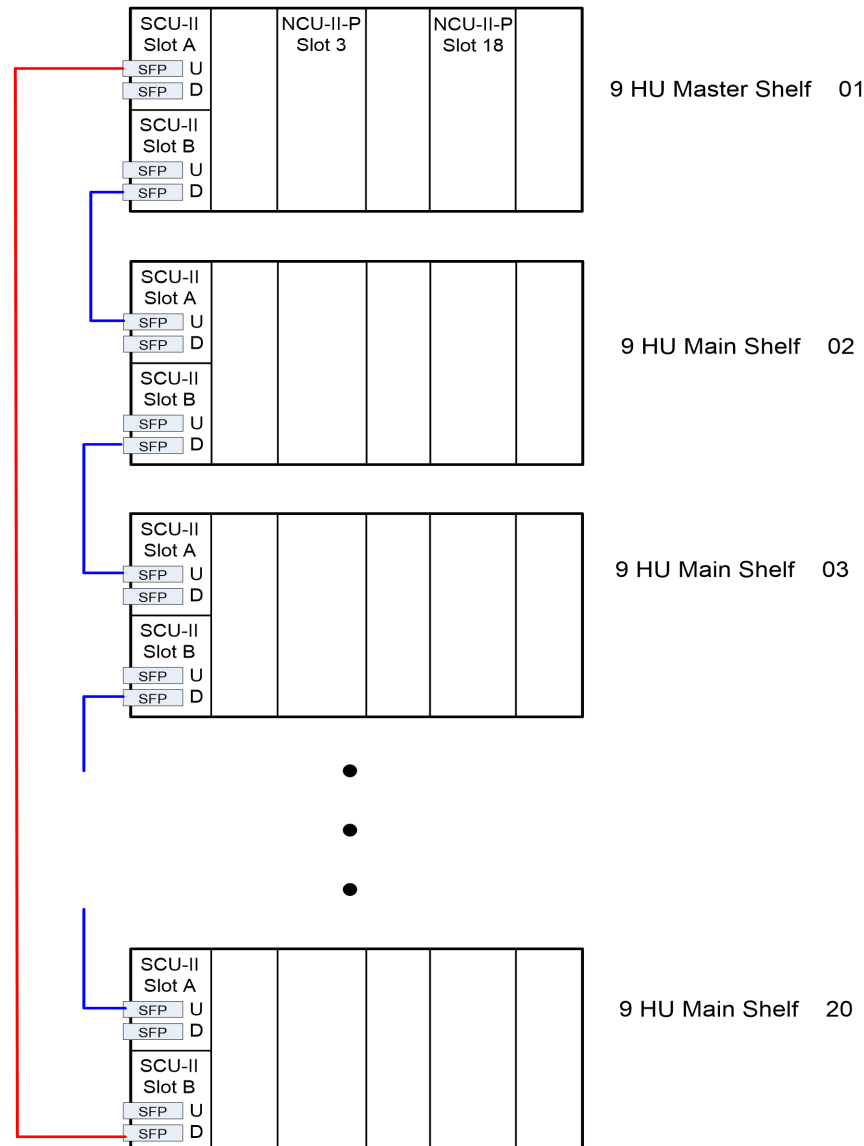 SCU-II
Slot A
NCU-II-P
Slot 3
NCU-II-P
Slot 18
SFP U
SFP D
SCU-II
Slot B
SFP U
SFP D
9 HU Master Shelf 01
SCU-II
Slot A
SFP U
SFP D
SCU-II
Slot B
SFP U
SFP D
9 HU Main Shelf 02
SCU-II
Slot A
SFP U
SFP D
SCU-II
Slot B
SFP U
SFP D
9 HU Main Shelf 03
SCU-II
Slot A
SFP U
SFP D
SCU-II
Slot B
SFP U
SFP D
9 HU Main Shelf 20